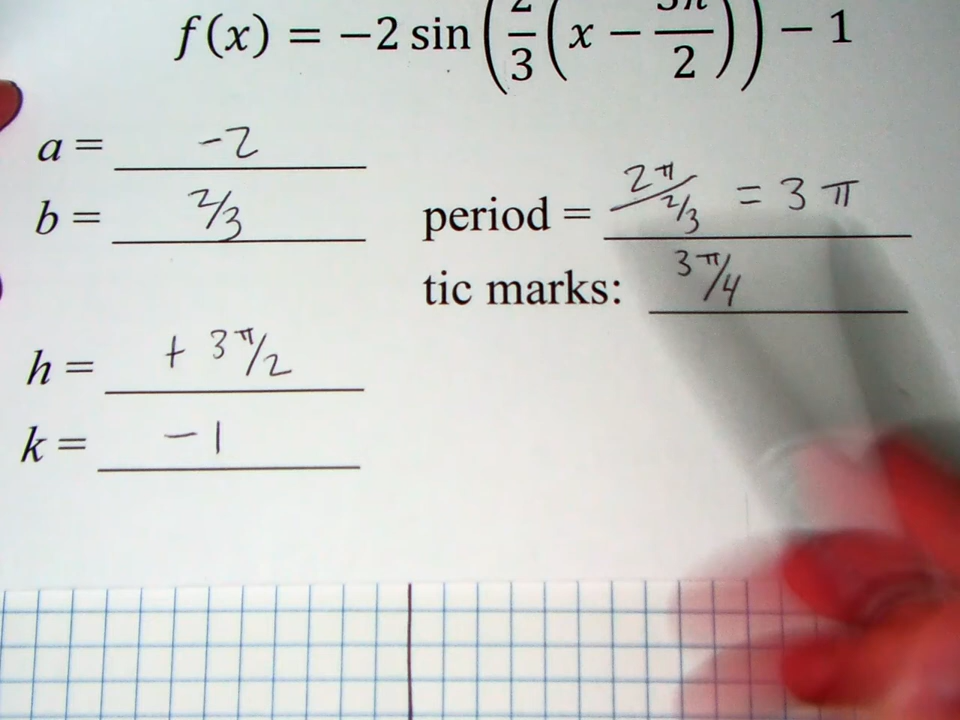 f(x) = −2 sin(2/3(x − 3π/2)) − 1
a = -2
b = 2/3
period = 2π/2/3 = 3π
tic marks: 3π/4
h = + 3π/2
k = -1